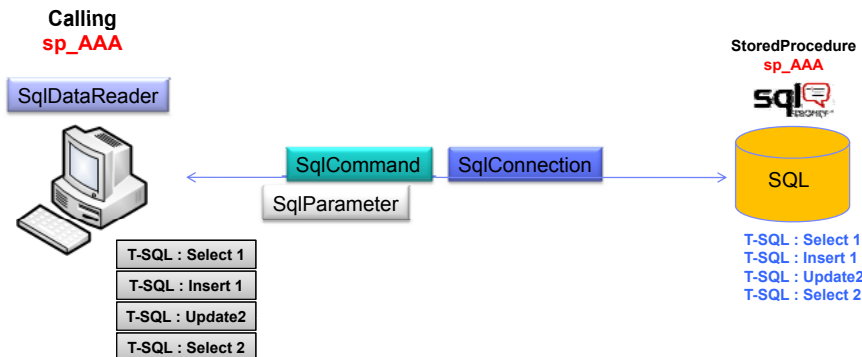 Calling
sp_AAA
SqlDataReader
StoredProcedure
sp_AAA
sql
SqlCommand
SqlConnection
SqlParameter
SQL
T-SQL : Select 1
T-SQL : Insert 1
T-SQL : Update2
T-SQL : Select 2
T-SQL : Select 1
T-SQL : Insert 1
T-SQL : Update2
T-SQL : Select 2